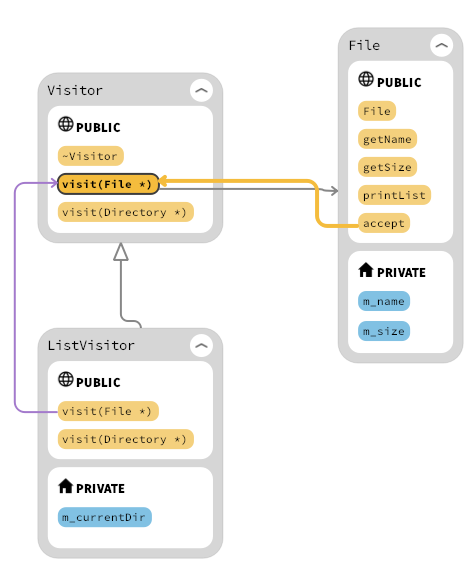 Visitor
PUBLIC
~Visitor
visit(File *)
visit(Directory *)
ListVisitor
PUBLIC
visit(File *)
visit(Directory *)
PRIVATE
m_currentDir
File
PUBLIC
File
getName
getSize
printList
accept
PRIVATE
m_name
m_size